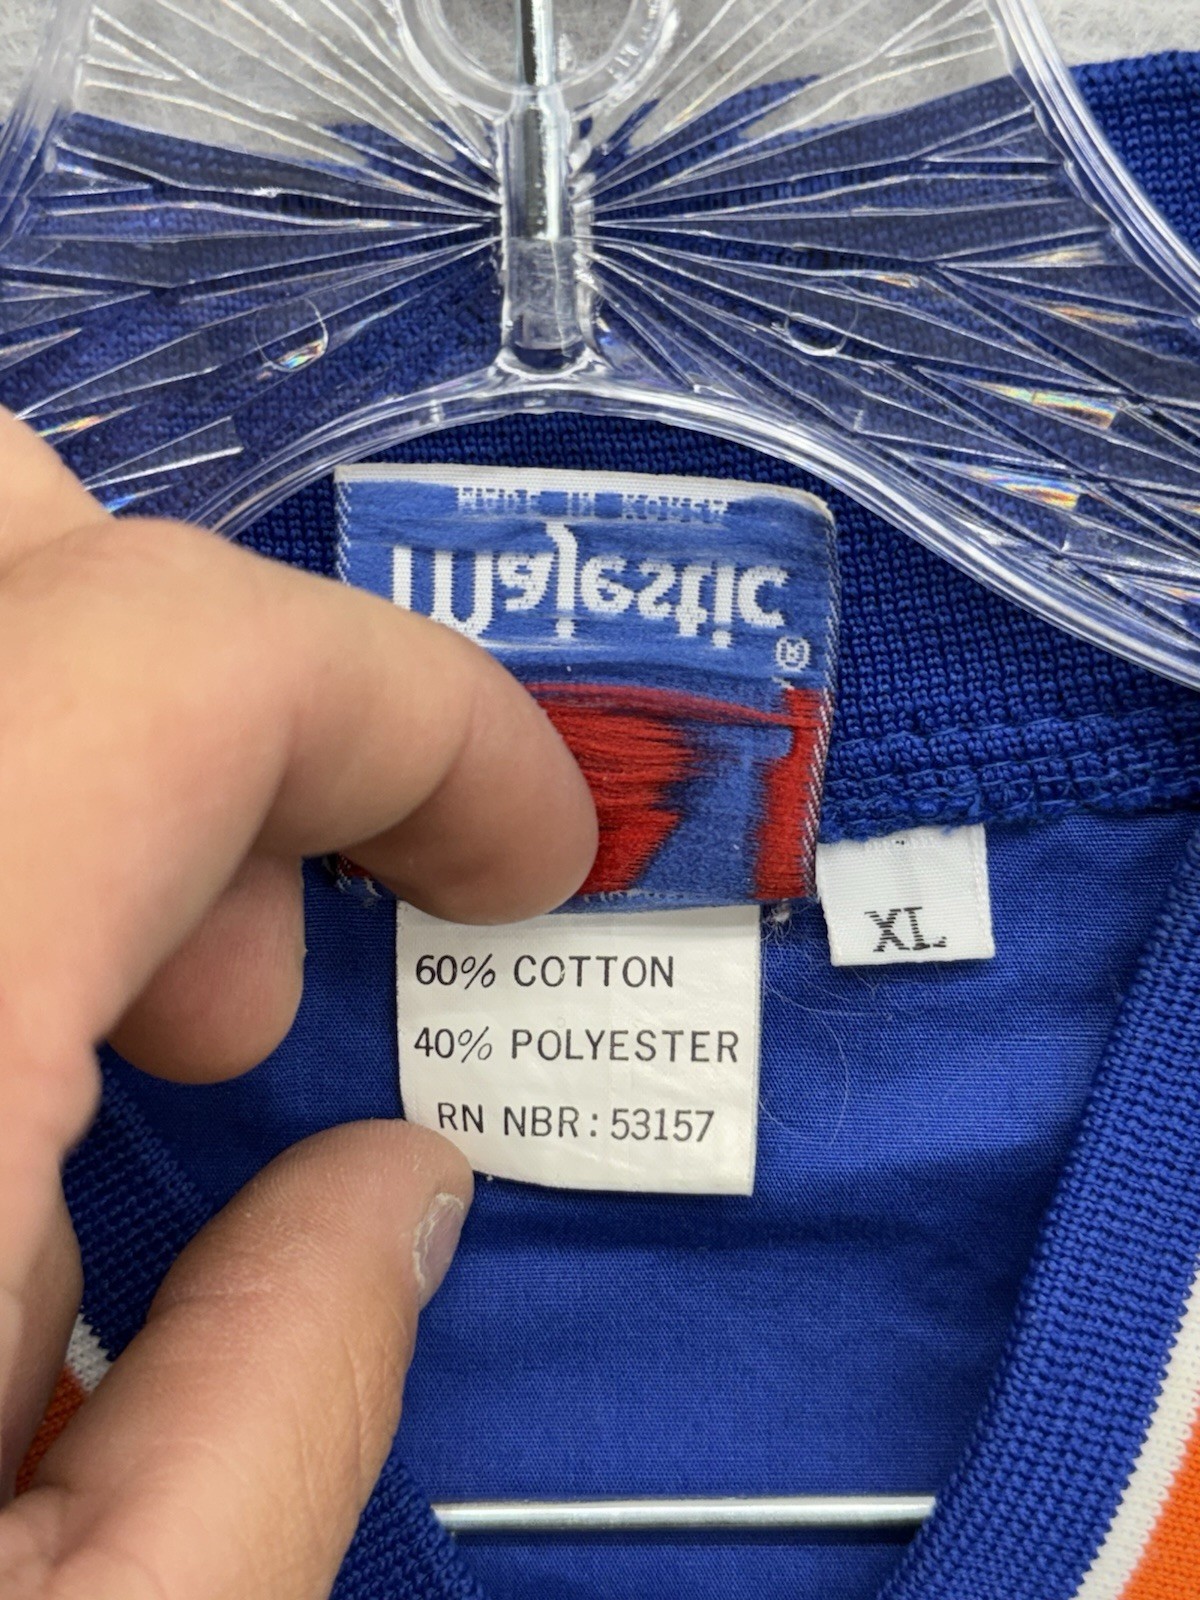 MADE IN KOREA
Majestic®
XL
60% COTTON
40% POLYESTER
RN NBR: 53157